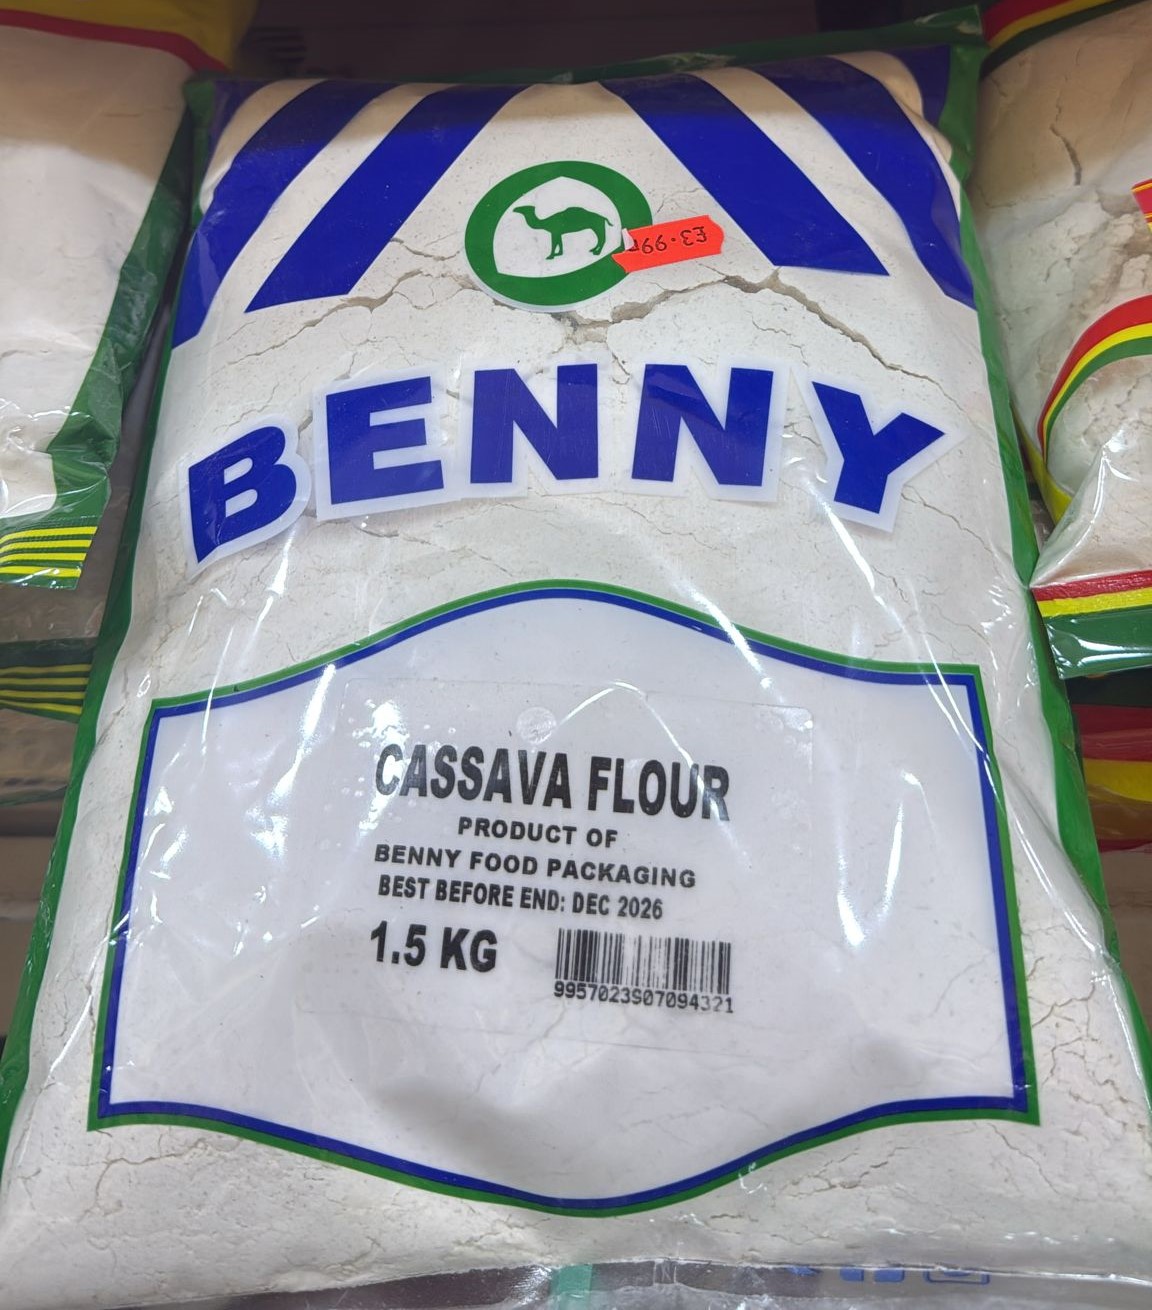 £3.99
BENNY
CASSAVA FLOUR
PRODUCT OF
BENNY FOOD PACKAGING
BEST BEFORE END: DEC 2026
1.5 KG
9957023S07094321